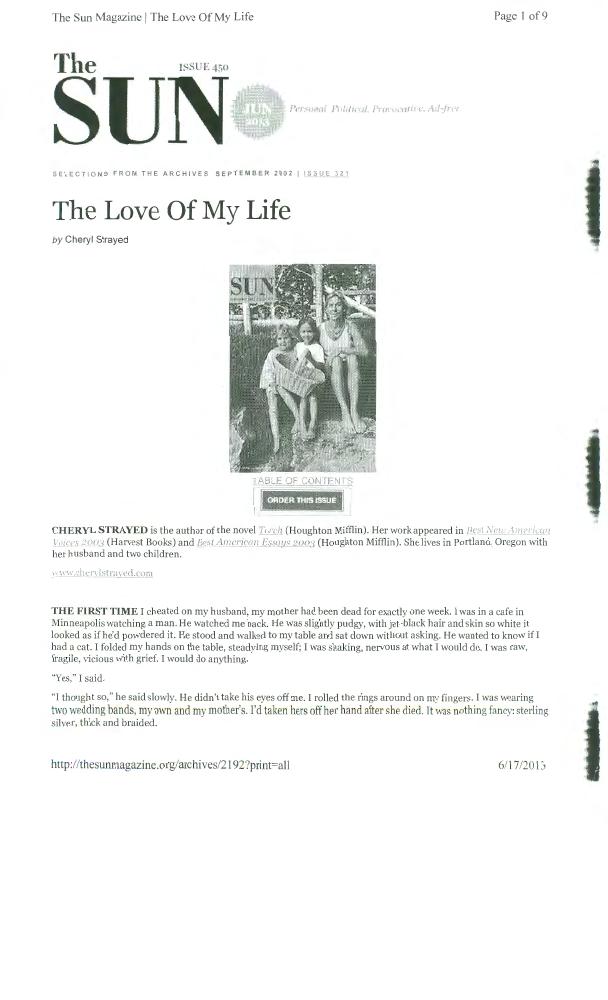 The Sun Magazine | The Love Of My Life
Page 1 of 9
The
ISSUE 450
SUN
JUN
2013
Personal. Political. Provocative. Ad-free.
SELECTIONS FROM THE ARCHIVES SEPTEMBER 2002 | ISSUE 321
The Love Of My Life
by Cheryl Strayed
SUN
TABLE OF CONTENTS
ORDER THIS ISSUE
CHERYL STRAYED is the author of the novel Torch (Houghton Mifflin). Her work appeared in Best New American
Voices 2003 (Harvest Books) and Best American Essays 2003 (Houghton Mifflin). She lives in Portland, Oregon with
her husband and two children.
www.cherylstrayed.com
THE FIRST TIME I cheated on my husband, my mother had been dead for exactly one week. I was in a cafe in
Minneapolis watching a man. He watched me back. He was slightly pudgy, with jet-black hair and skin so white it
looked as if he'd powdered it. He stood and walked to my table and sat down without asking. He wanted to know if I
had a cat. I folded my hands on the table, steadying myself; I was shaking, nervous at what I would do. I was raw,
fragile, vicious with grief. I would do anything.
"Yes," I said.
"I thought so," he said slowly. He didn't take his eyes off me. I rolled the rings around on my fingers. I was wearing
two wedding bands, my own and my mother's. I'd taken hers off her hand after she died. It was nothing fancy: sterling
silver, thick and braided.
http://thesunmagazine.org/archives/2192?print=all
6/17/2013